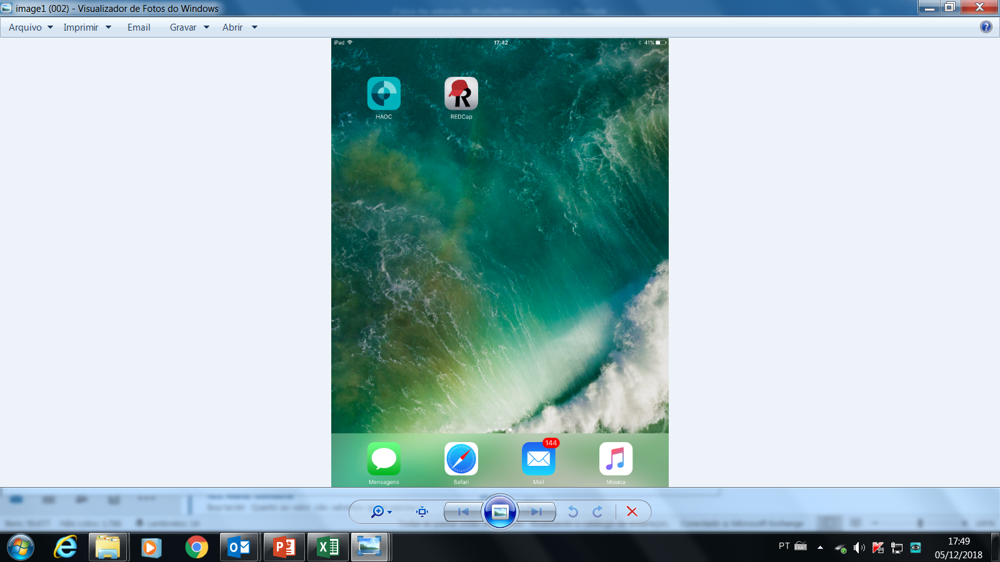 image1 (002) - Visualizador de Fotos do Windows
Arquivo Imprimir Email Gravar Abrir
iPad 17:42 41%
HAOC REDCap
R
144
Mensagens Safari Mail Música
PT 17:49
05/12/2018